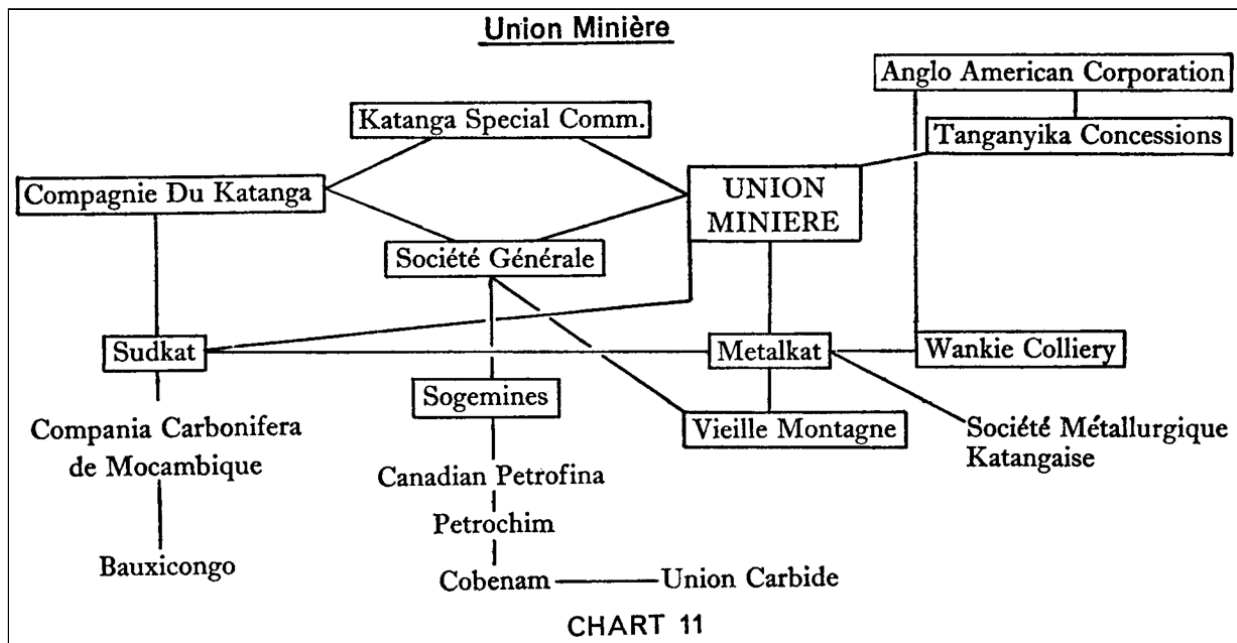 Union Minière
Anglo American Corporation
Katanga Special Comm.
Tanganyika Concessions
Compagnie Du Katanga
UNION
MINIERE
Société Générale
Sudkat
Metalkat
Wankie Colliery
Sogemines
Compania Carbonifera
de Mocambique
Vieille Montagne
Société Métallurgique
Katangaise
Canadian Petrofina
Petrochim
Bauxicongo
Cobenam
Union Carbide
CHART 11